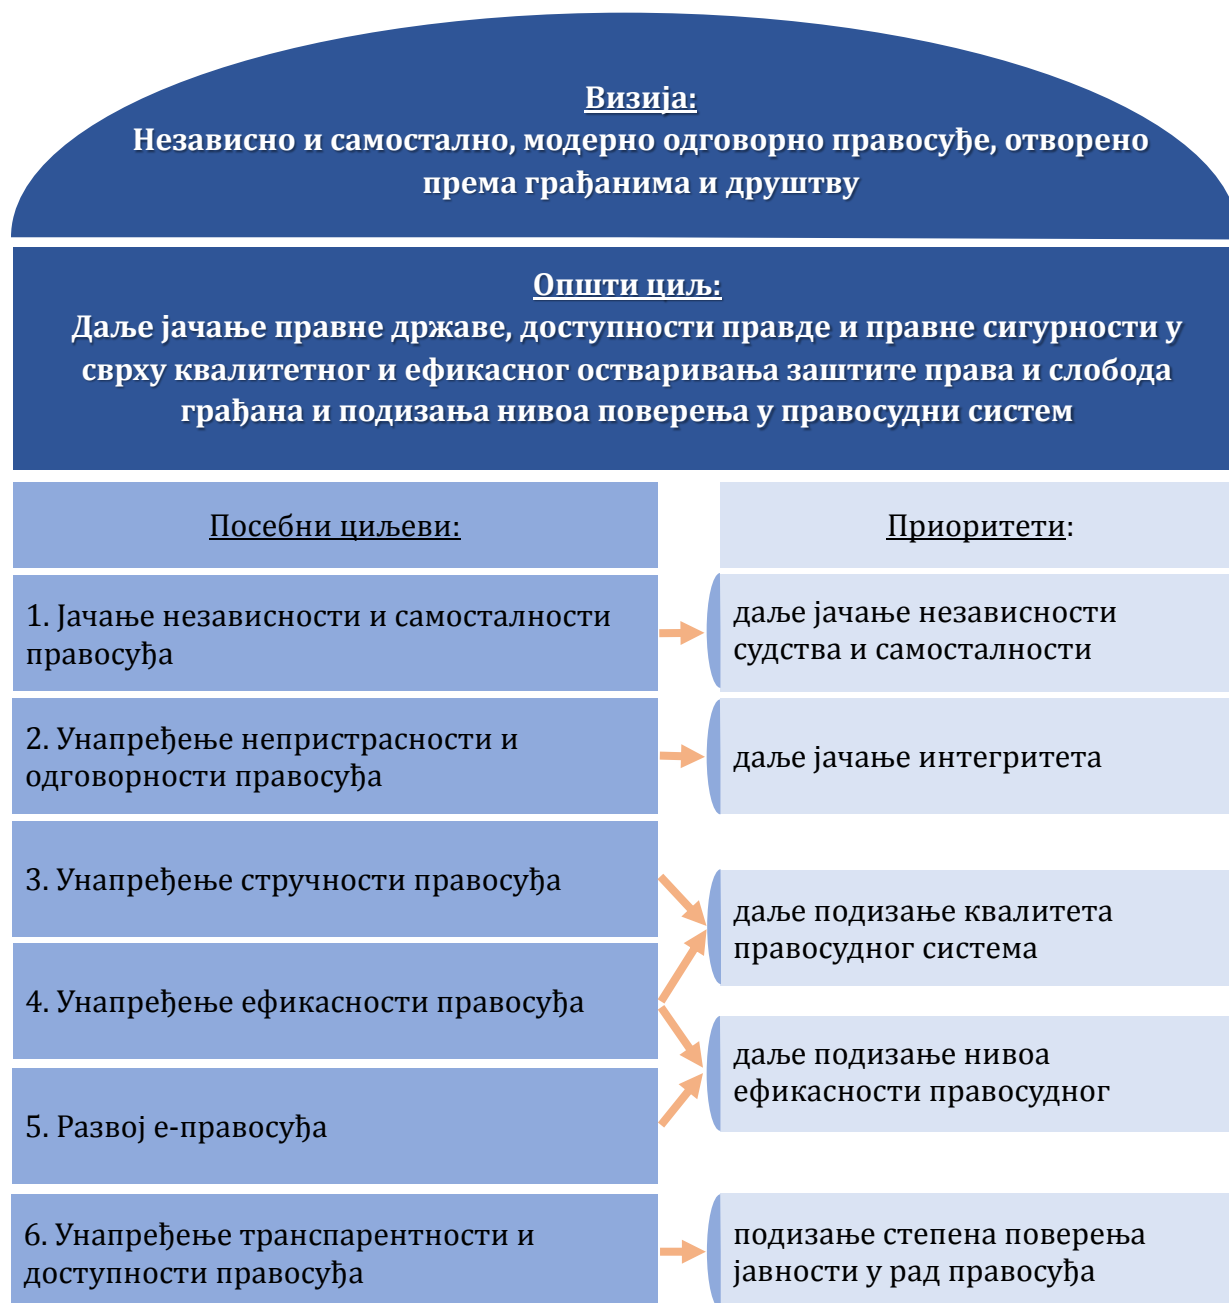 Визија:
Независно и самостално, модерно одговорно правосуђе, отворено
према грађанима и друштву
Општи циљ:
Даље јачање правне државе, доступности правде и правне сигурности у
сврху квалитетног и ефикасног остваривања заштите права и слобода
грађана и подизања нивоа поверења у правосудни систем
Посебни циљеви:
Приоритети:
1. Јачање независности и самосталности
правосуђа
даље јачање независности
судства и самосталности
2. Унапређење непристрасности и
одговорности правосуђа
даље јачање интегритета
3. Унапређење стручности правосуђа
даље подизање квалитета
правосудног система
4. Унапређење ефикасности правосуђа
даље подизање нивоа
ефикасности правосудног
5. Развој е-правосуђа
6. Унапређење транспарентности и
доступности правосуђа
подизање степена поверења
јавности у рад правосуђа